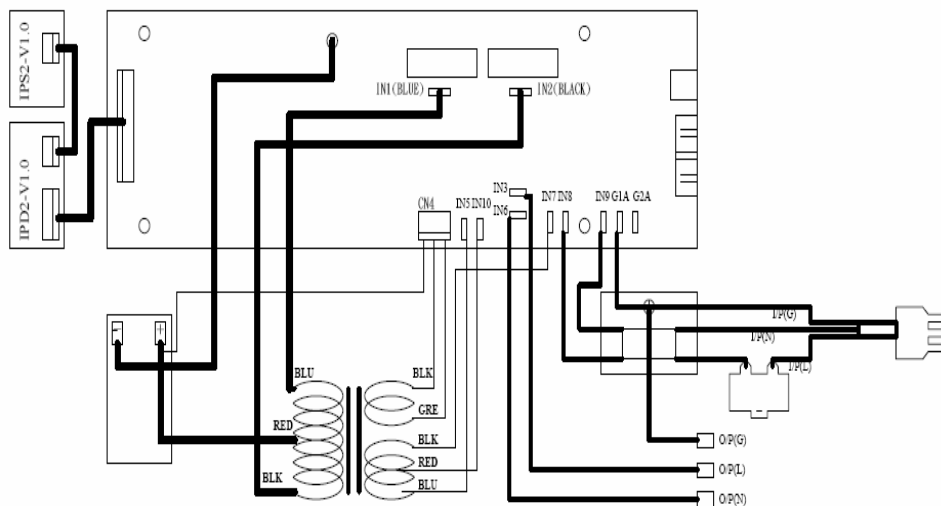 IPS2-V1.0
IPD2-V1.0
IN1(BLUE)
IN2(BLACK)
CN4
IN5
IN10
IN3
IN6
IN7
IN8
IN9
G1A
G2A
-
+
I/P(G)
I/P(N)
I/P(L)
BLU
RED
BLK
BLK
GRE
BLK
RED
BLU
O/P(G)
O/P(L)
O/P(N)